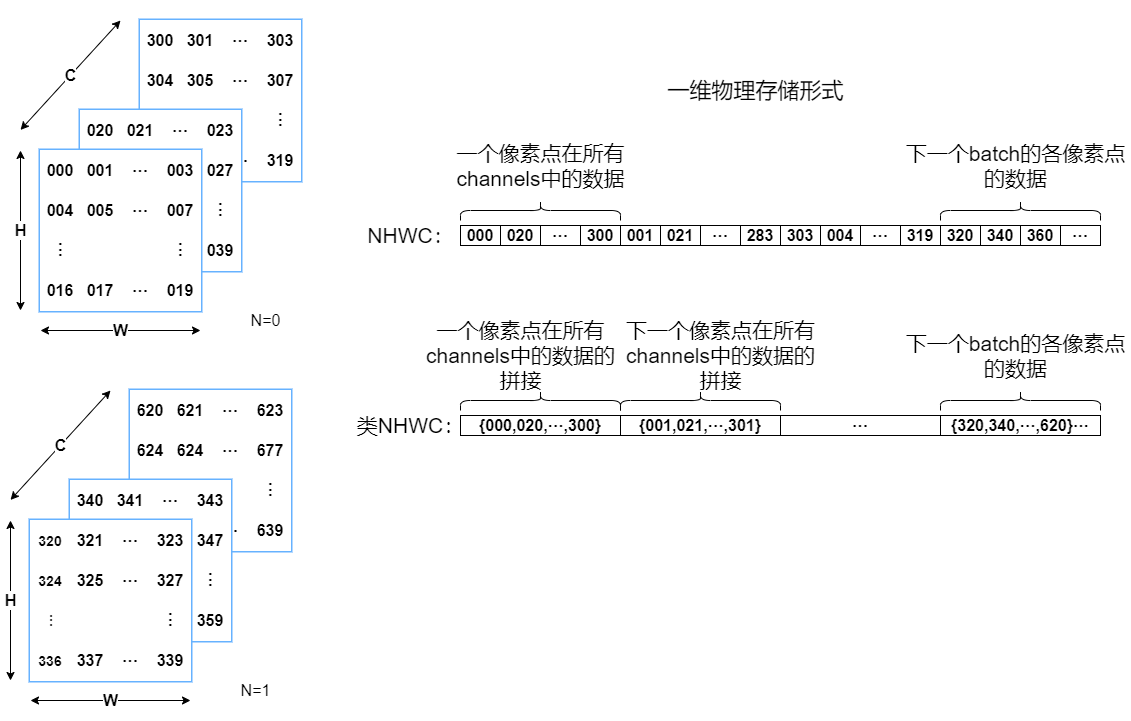 300 301 … 303
304 305 … 307
⋮
. 319
C
020 021 … 023
027
⋮
039
000 001 … 003
004 005 … 007
⋮ ⋮
016 017 … 019
H
W
N=0
620 621 … 623
624 624 … 677
⋮
. 639
C
340 341 … 343
347
⋮
359
320 321 … 323
324 325 … 327
⋮ ⋮
336 337 … 339
H
W
N=1
一维物理存储形式
一个像素点在所有
channels中的数据
下一个batch的各像素点
的数据
NHWC: 000 020 … 300 001 021 … 283 303 004 … 319 320 340 360 …
一个像素点在所有
channels中的数据的
拼接
下一个像素点在所有
channels中的数据的
拼接
下一个batch的各像素点
的数据
类NHWC: {000,020,…,300} {001,021,…,301} … {320,340,…,620}…